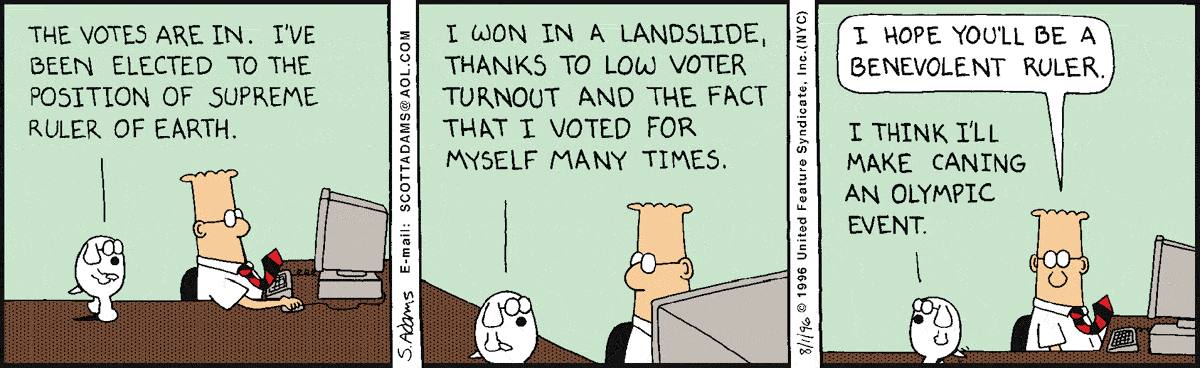 THE VOTES ARE IN. I'VE
BEEN ELECTED TO THE
POSITION OF SUPREME
RULER OF EARTH.
S. Adams
E-mail: SCOTTADAMS@AOL.COM
I WON IN A LANDSLIDE,
THANKS TO LOW VOTER
TURNOUT AND THE FACT
THAT I VOTED FOR
MYSELF MANY TIMES.
8/1/96 © 1996 United Feature Syndicate, Inc.(NYC)
I HOPE YOU'LL BE A
BENEVOLENT RULER.
I THINK I'LL
MAKE CANING
AN OLYMPIC
EVENT.